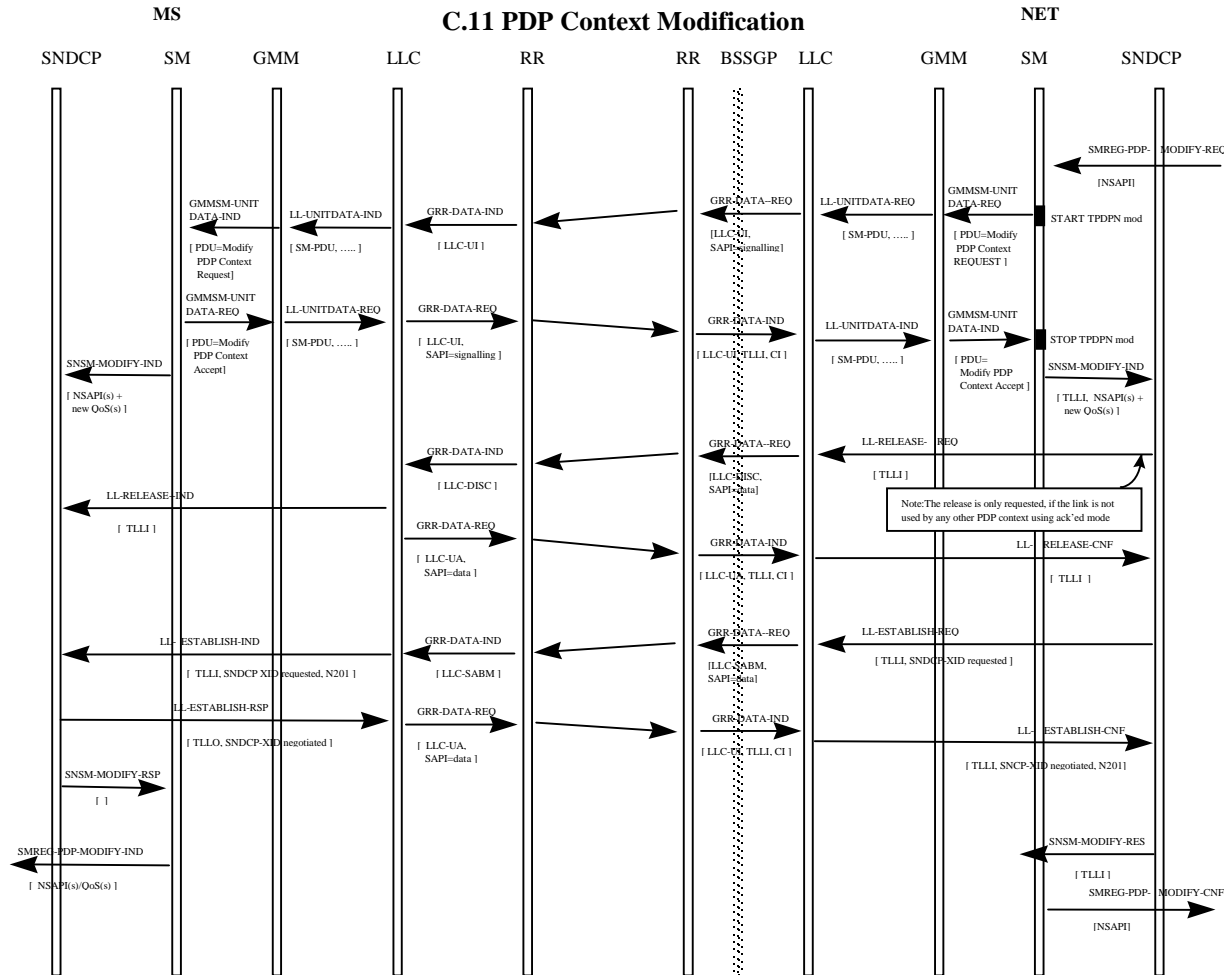 MS
C.11 PDP Context Modification
NET
SNDCP SM GMM LLC RR RR BSSGP LLC GMM SM SNDCP
SMREG-PDP- MODIFY-REQ
[NSAPI]
GMMSM-UNIT
DATA-IND
[ PDU=Modify
PDP Context
Request]
LL-UNITDATA-IND
[ SM-PDU, ….. ]
GRR-DATA-IND
[ LLC-UI ]
GRR-DATA--REQ
[LLC-UI,
SAPI=signalling]
LL-UNITDATA-REQ
[ SM-PDU, ….. ]
GMMSM-UNIT
DATA-REQ
[ PDU=Modify
PDP Context
REQUEST ]
START TPDPN mod
GMMSM-UNIT
DATA-REQ
[PDU=Modify
PDP Context
Accept]
LL-UNITDATA-REQ
[SM-PDU, ….. ]
GRR-DATA-REQ
[ LLC-UI,
SAPI=signalling ]
GRR-DATA-IND
[ LLC-UI, TLLI, CI ]
LL-UNITDATA-IND
[ SM-PDU, ….. ]
GMMSM-UNIT
DATA-IND
[ PDU=
Modify PDP
Context Accept ]
STOP TPDPN mod
SNSM-MODIFY-IND
[ NSAPI(s) +
new QoS(s) ]
SNSM-MODIFY-IND
[ TLLI, NSAPI(s) +
new QoS(s) ]
GRR-DATA-IND
[ LLC-DISC ]
GRR-DATA--REQ
[LLC-DISC,
SAPI=data]
LL-RELEASE- REQ
[ TLLI ]
Note:The release is only requested, if the link is not
used by any other PDP context using ack'ed mode
LL-RELEASE--IND
[ TLLI ]
GRR-DATA-REQ
[ LLC-UA,
SAPI=data ]
GRR-DATA-IND
[ LLC-UA, TLLI, CI ]
LL- RELEASE-CNF
[ TLLI ]
LL- ESTABLISH-IND
[ TLLI, SNDCP XID requested, N201 ]
GRR-DATA-IND
[ LLC-SABM ]
GRR-DATA--REQ
[LLC-SABM,
SAPI=data]
LL-ESTABLISH-REQ
[ TLLI, SNDCP-XID requested ]
LL-ESTABLISH-RSP
[ TLLO, SNDCP-XID negotiated ]
GRR-DATA-REQ
[ LLC-UA,
SAPI=data ]
GRR-DATA-IND
[ LLC-UI, TLLI, CI ]
LL- ESTABLISH-CNF
[ TLLI, SNCP-XID negotiated, N201]
SNSM-MODIFY-RSP
[ ]
SMREG-PDP-MODIFY-IND
[ NSAPI(s)/QoS(s) ]
SNSM-MODIFY-RES
[TLLI ]
SMREG-PDP- MODIFY-CNF
[NSAPI]